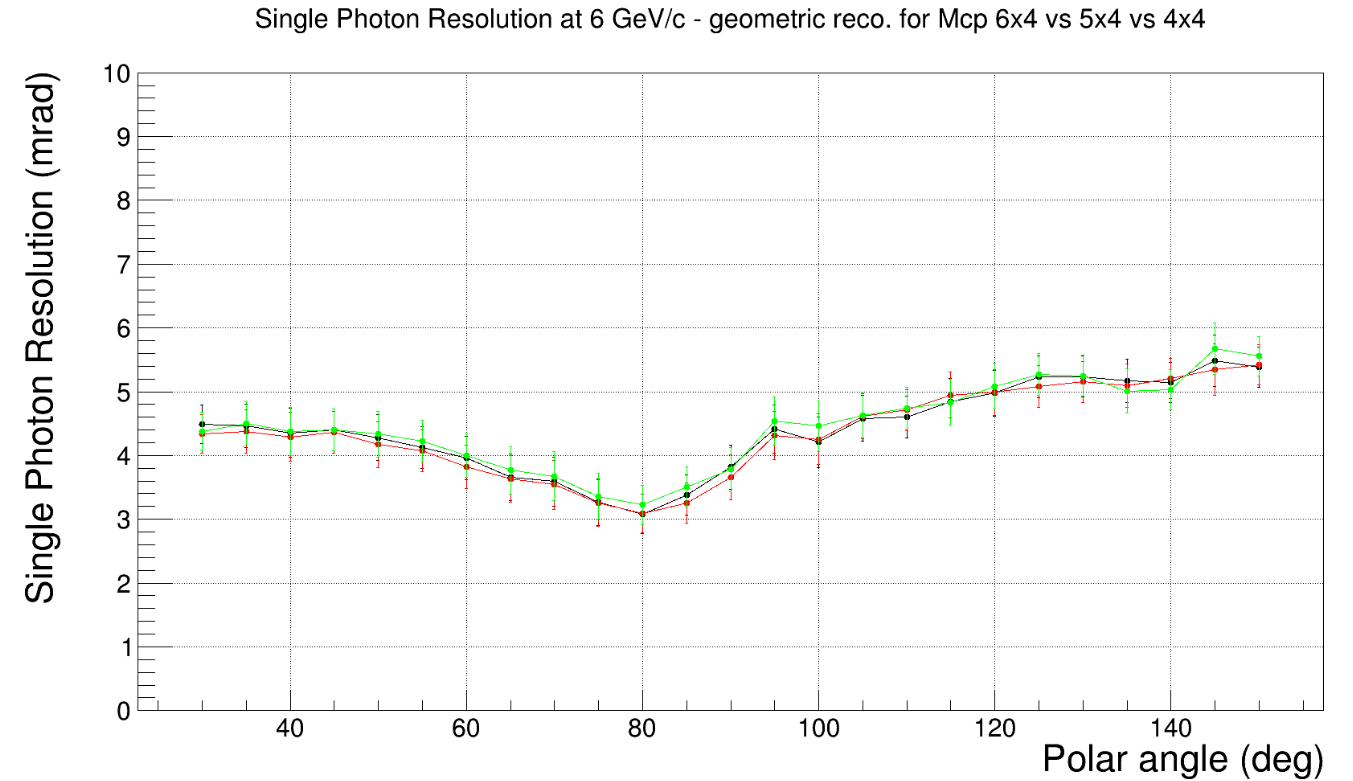 Single Photon Resolution at 6 GeV/c - geometric reco. for Mcp 6x4 vs 5x4 vs 4x4
Single Photon Resolution (mrad)
10
9
8
7
6
5
4
3
2
1
0
40 60 80 100 120 140
Polar angle (deg)